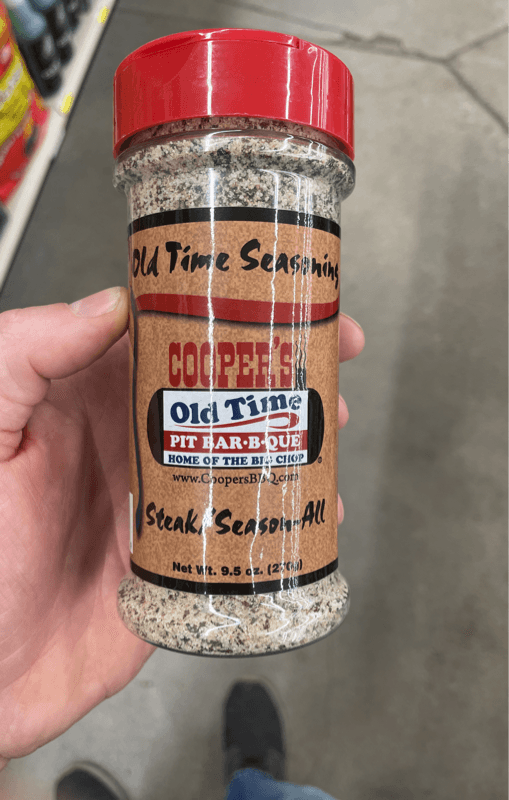 Old Time Seasoning
COOPER'S
Old Time
PIT BAR·B·QUE
HOME OF THE BIG CHOP
www.CoopersBBQ.com
Steak/Season-All
Net Wt. 9.5 oz.